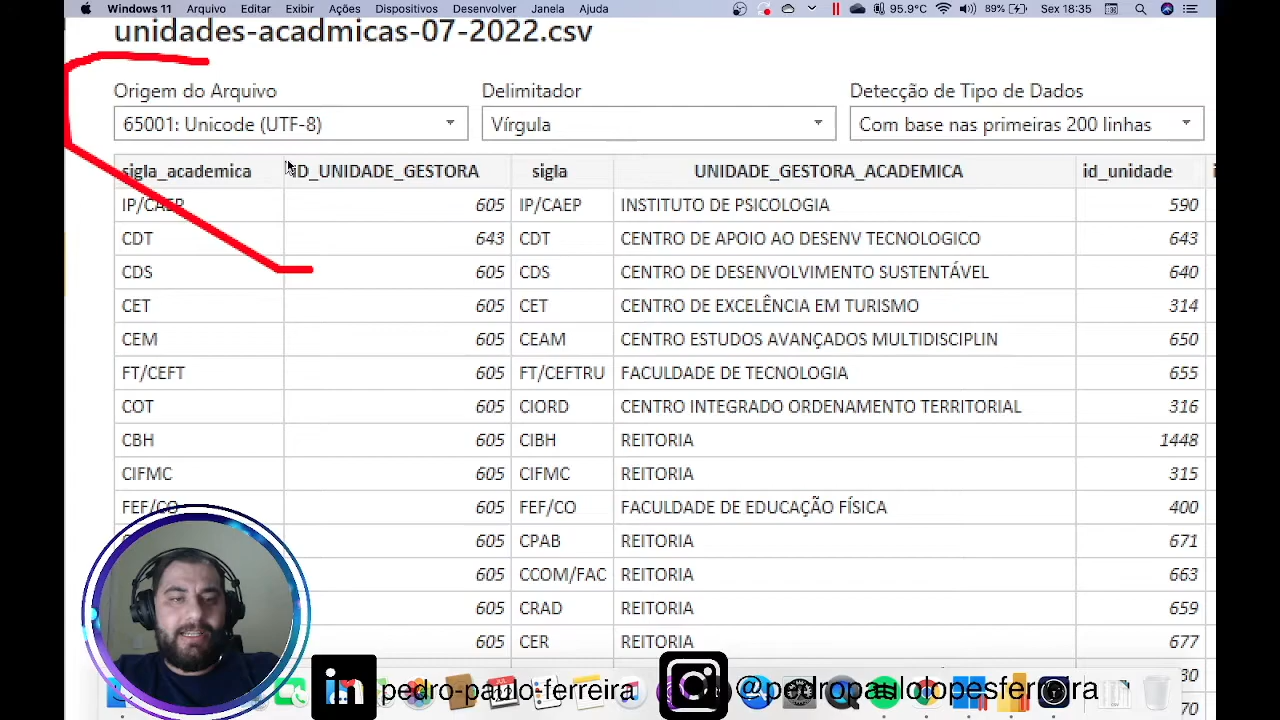 Windows 11 Arquivo Editar Exibir Ações Dispositivos Desenvolver Janela Ajuda 95.9°C 89% Sex 18:35
unidades-acadmicas-07-2022.csv
Origem do Arquivo Delimitador Detecção de Tipo de Dados
65001: Unicode (UTF-8) Vírgula Com base nas primeiras 200 linhas
sigla_academica ID_UNIDADE_GESTORA sigla UNIDADE_GESTORA_ACADEMICA id_unidade
IP/CAEP 605 IP/CAEP INSTITUTO DE PSICOLOGIA 590
CDT 643 CDT CENTRO DE APOIO AO DESENV TECNOLOGICO 643
CDS 605 CDS CENTRO DE DESENVOLVIMENTO SUSTENTÁVEL 640
CET 605 CET CENTRO DE EXCELÊNCIA EM TURISMO 314
CEM 605 CEAM CENTRO ESTUDOS AVANÇADOS MULTIDISCIPLIN 650
FT/CEFT 605 FT/CEFTRU FACULDADE DE TECNOLOGIA 655
COT 605 CIORD CENTRO INTEGRADO ORDENAMENTO TERRITORIAL 316
CBH 605 CIBH REITORIA 1448
CIFMC 605 CIFMC REITORIA 315
FEF/CO 605 FEF/CO FACULDADE DE EDUCAÇÃO FÍSICA 400
605 CPAB REITORIA 671
605 CCOM/FAC REITORIA 663
605 CRAD REITORIA 659
605 CER REITORIA 677
in pedro-paulo-ferreira @pedropaulolopesferreira